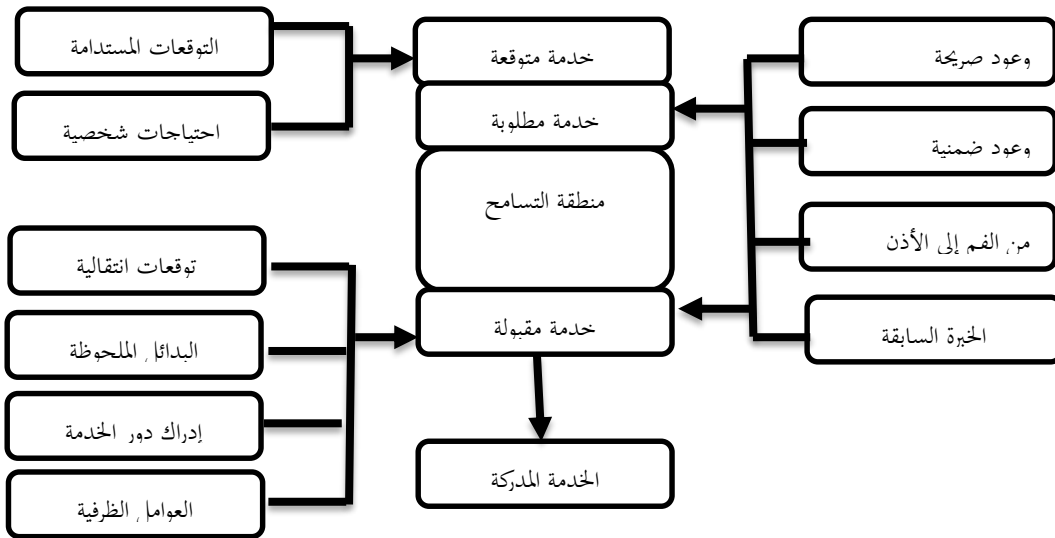 التوقعات المستدامة
احتياجات شخصية
خدمة متوقعة
خدمة مطلوبة
منطقة التسامح
خدمة مقبولة
الخدمة المدركة
وعود صريحة
وعود ضمنية
من الفم إلى الأذن
الخبرة السابقة
توقعات انتقالية
البدائل الملحوظة
إدراك دور الخدمة
العوامل الظرفية